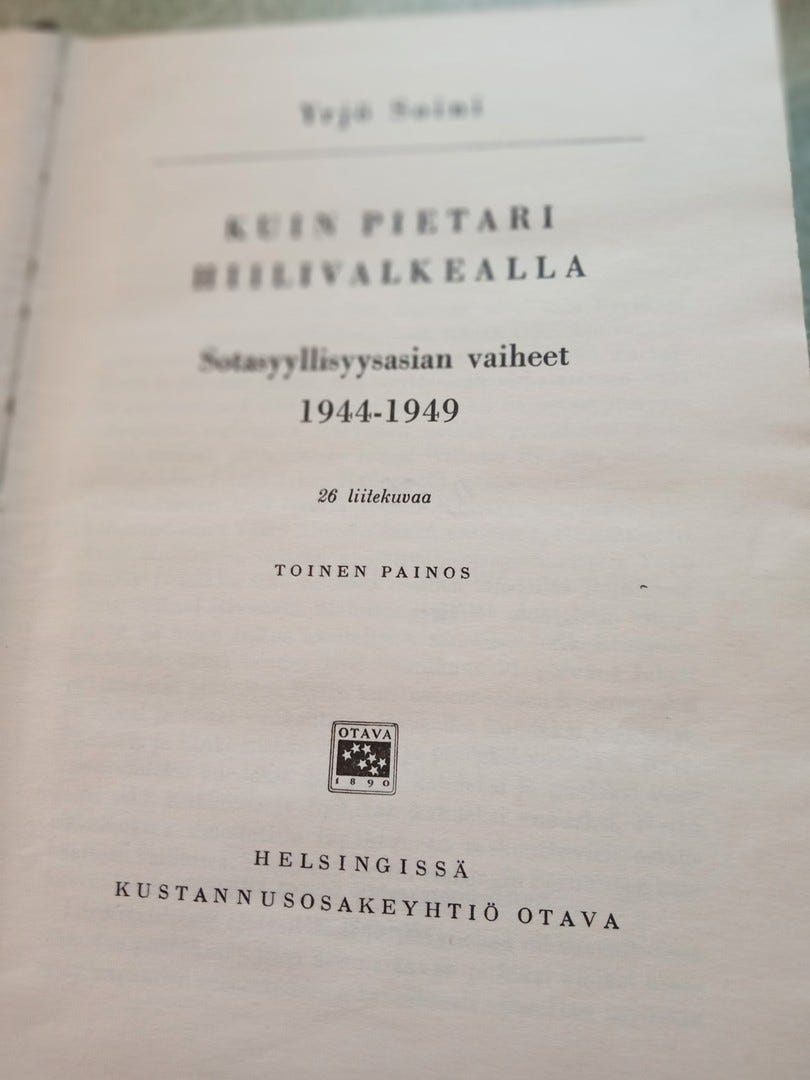 Yrjö Soini
KUIN PIETARI
HIILIVALKEALLA
Sotasyyllisyysasian vaiheet
1944-1949
26 liitekuvaa
TOINEN PAINOS
OTAVA
1890
HELSINGISSÄ
KUSTANNUSOSAKEYHTIÖ OTAVA